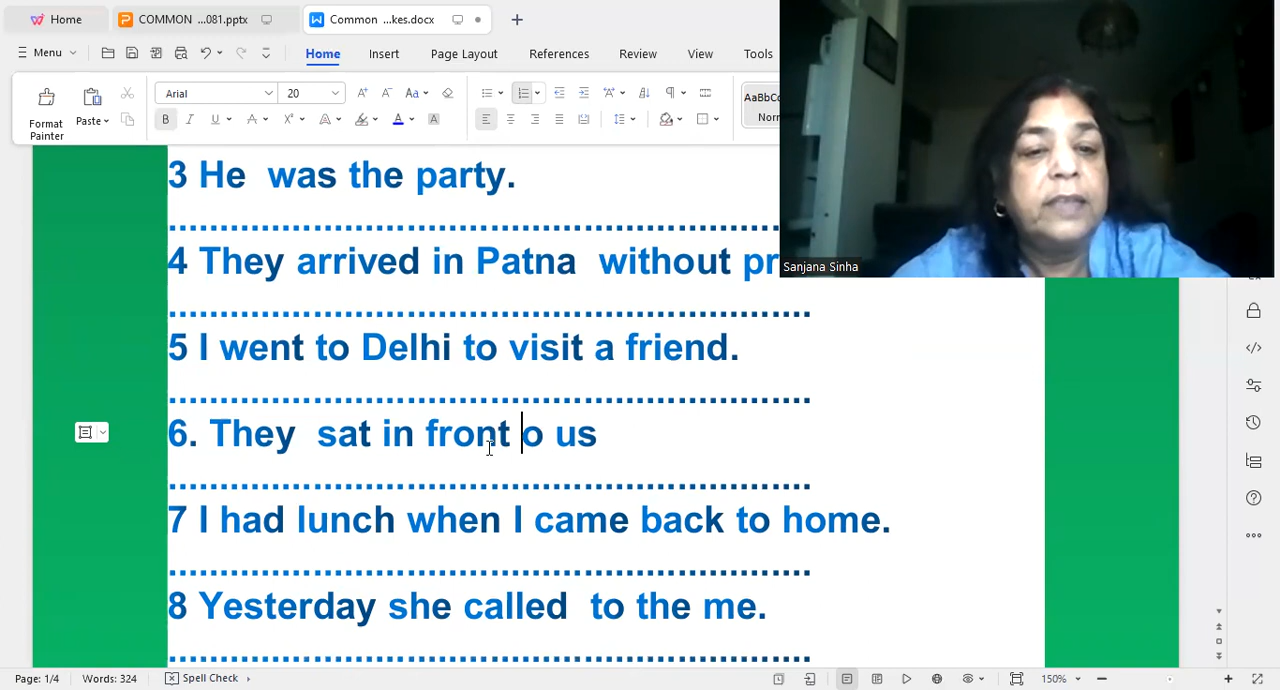 Home COMMON ...081.pptx Common ...kes.docx
Menu Home Insert Page Layout References Review View Tools
Format Painter Paste Arial 20 B I U A A Aa A A AaBbCc
Norm
3 He  was the party.
................................................................
4 They arrived in Patna  without pr
Sanjana Sinha
................................................................
5 I went to Delhi to visit a friend.
................................................................
6. They  sat in front o us
................................................................
7 I had lunch when I came back to home.
................................................................
8 Yesterday she called  to the me.
................................................................
Page: 1/4 Words: 324 Spell Check 150%